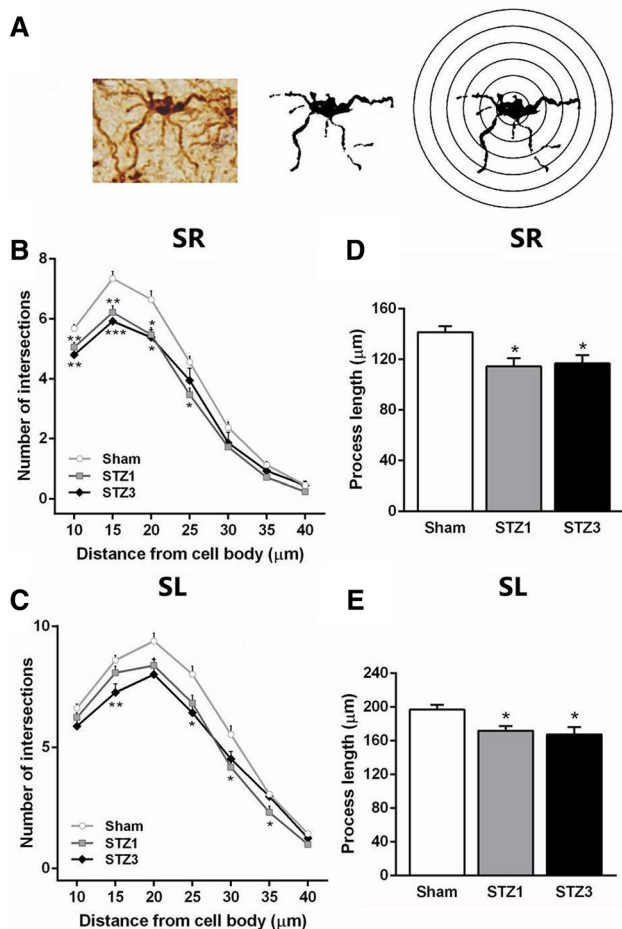 A
SR
B
Number of intersections
8
6
4
2
0
**
**
**
***
*
*
*
Sham
STZ1
STZ3
10 15 20 25 30 35 40
Distance from cell body (μm)
SR
D
Process length (μm)
160
120
80
40
0
*
*
Sham STZ1 STZ3
SL
C
Number of intersections
10
5
0
**
*
*
*
Sham
STZ1
STZ3
10 15 20 25 30 35 40
Distance from cell body (μm)
SL
E
Process length (μm)
240
200
160
120
80
40
0
*
*
Sham STZ1 STZ3